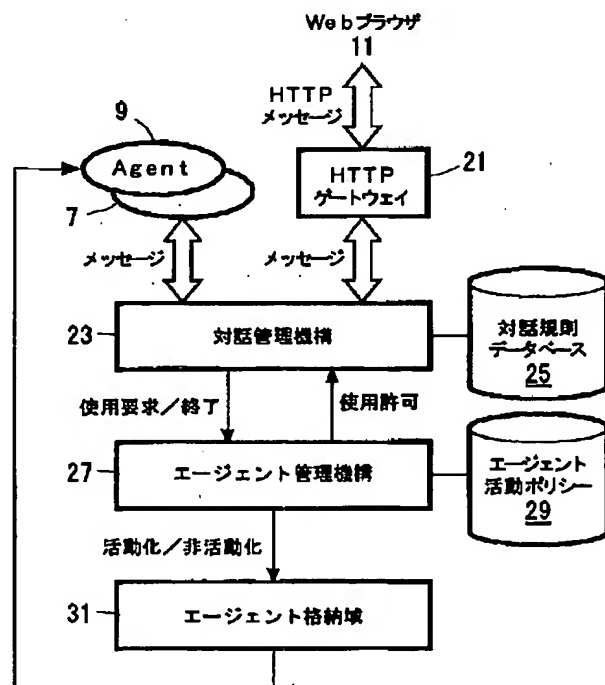 Webブラウザ
11
HTTP
メッセージ
9
Agent
7
HTTP
ゲートウェイ
21
メッセージ
メッセージ
23
対話管理機構
対話規則
データベース
25
使用要求／終了
使用許可
27
エージェント管理機構
エージェント
活動ポリシー
29
活動化／非活動化
31
エージェント格納域